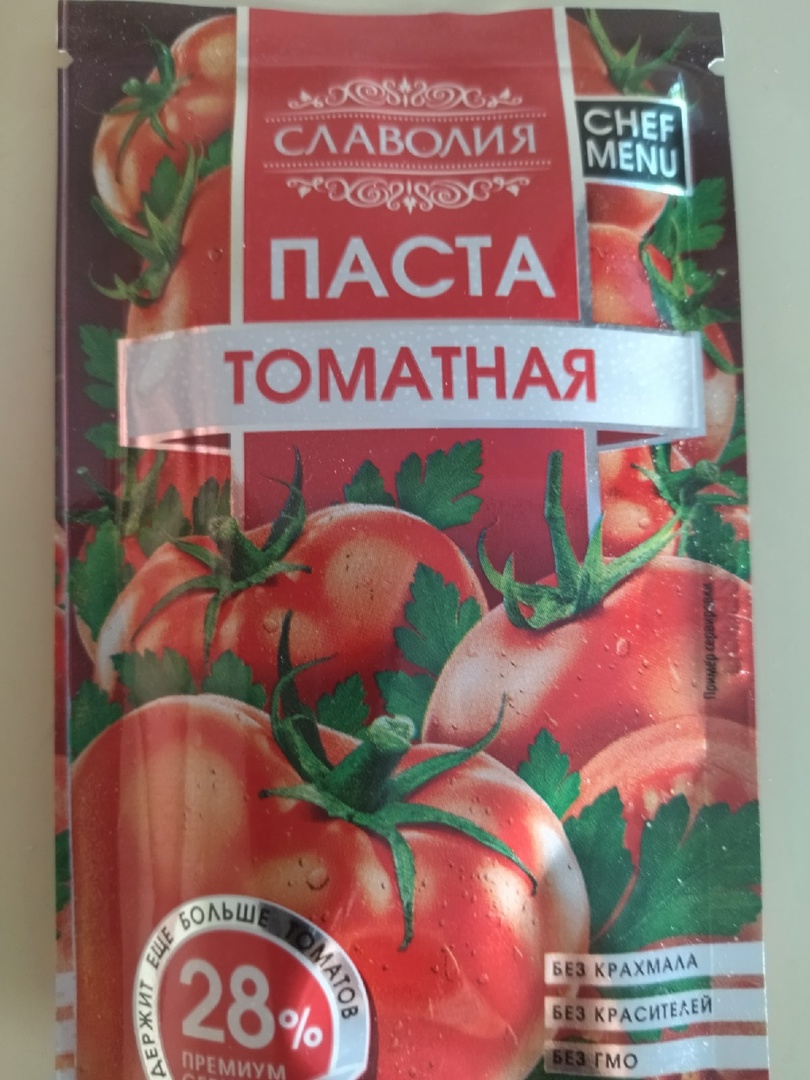 СЛАВОЛИЯ
CHEF
MENU
ПАСТА
ТОМАТНАЯ
Пример сервировки
ЕЩЕ БОЛЬШЕ ТОМАТОВ
28%
ПРЕМИУМ
БЕЗ КРАХМАЛА
БЕЗ КРАСИТЕЛЕЙ
БЕЗ ГМО